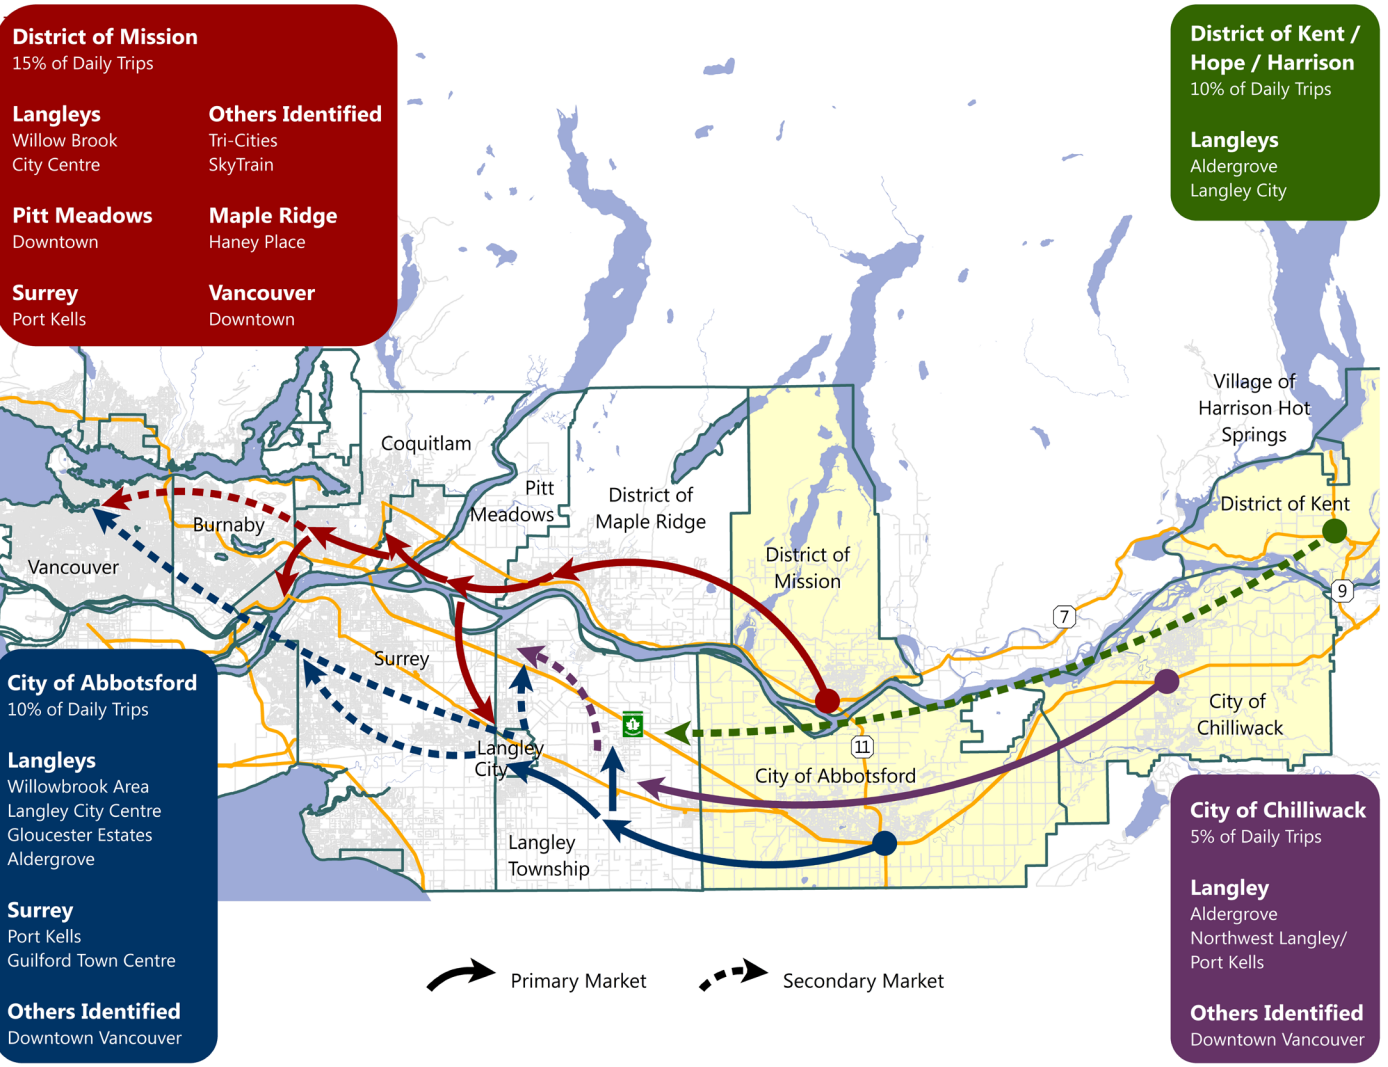 District of Mission
15% of Daily Trips
Langleys
Willow Brook
City Centre
Others Identified
Tri-Cities
SkyTrain
Pitt Meadows
Downtown
Maple Ridge
Haney Place
Surrey
Port Kells
Vancouver
Downtown
District of Kent /
Hope / Harrison
10% of Daily Trips
Langleys
Aldergrove
Langley City
Village of
Harrison Hot
Springs
Coquitlam
Pitt
Meadows
District of
Maple Ridge
District of Kent
Burnaby
Vancouver
District of
Mission
9
7
Surrey
City of
Chilliwack
Langley
City
11
City of Abbotsford
Langley
Township
City of Abbotsford
10% of Daily Trips
Langleys
Willowbrook Area
Langley City Centre
Gloucester Estates
Aldergrove
Surrey
Port Kells
Guilford Town Centre
Others Identified
Downtown Vancouver
City of Chilliwack
5% of Daily Trips
Langley
Aldergrove
Northwest Langley/
Port Kells
Others Identified
Downtown Vancouver
Primary Market
Secondary Market